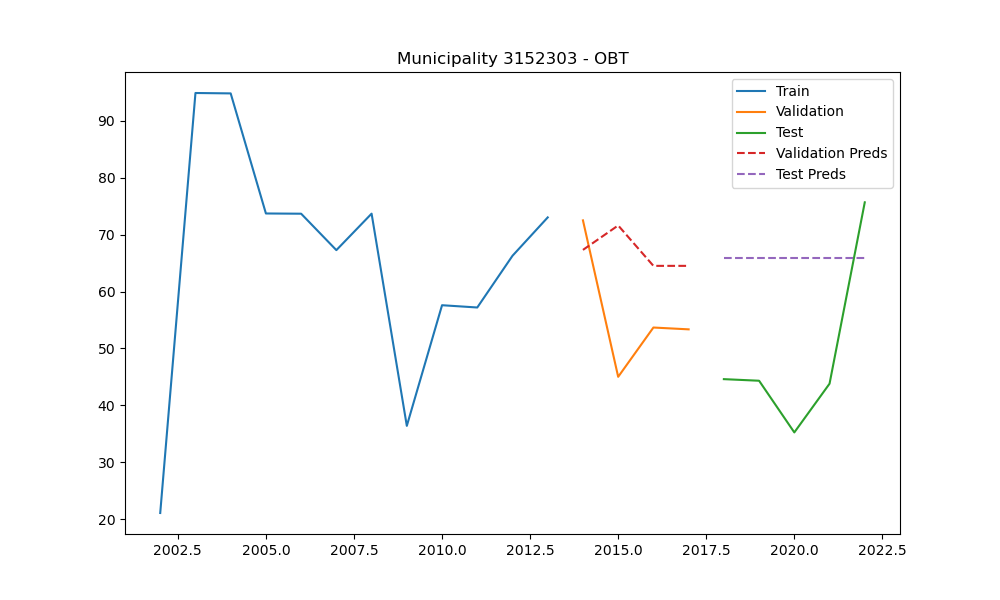 Municipality 3152303 - OBT
Train
Validation
Test
Validation Preds
Test Preds
90
80
70
60
50
40
30
20
2002.5 2005.0 2007.5 2010.0 2012.5 2015.0 2017.5 2020.0 2022.5